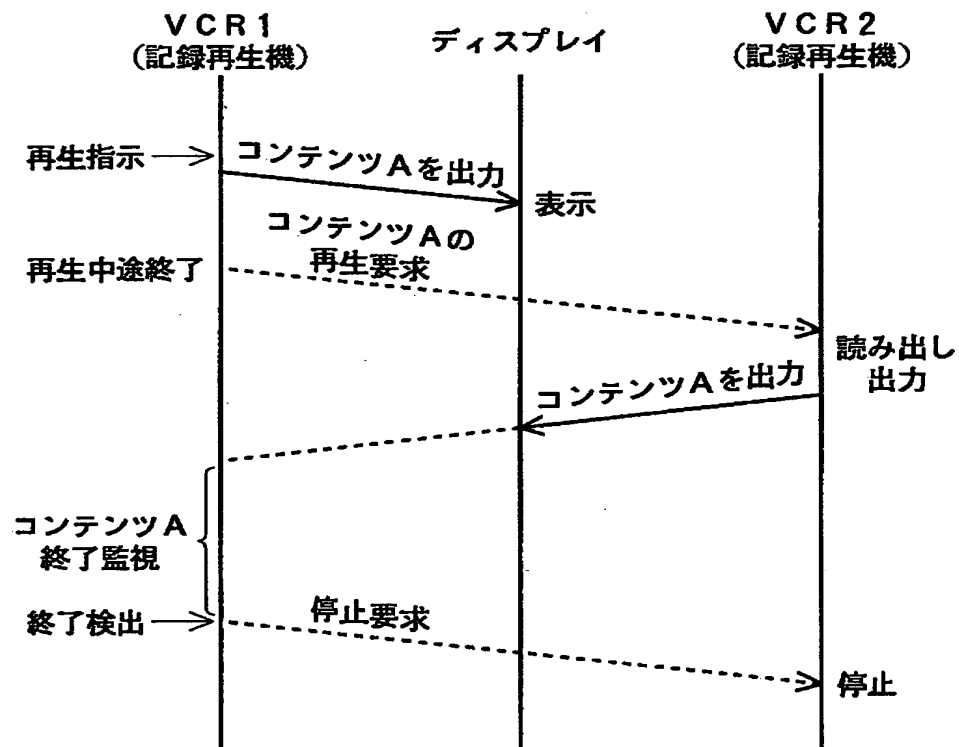 VCR1
(記録再生機)
ディスプレイ
VCR2
(記録再生機)
再生指示
コンテンツAを出力
表示
コンテンツAの
再生要求
再生中途終了
読み出し
出力
コンテンツAを出力
コンテンツA
終了監視
終了検出
停止要求
停止